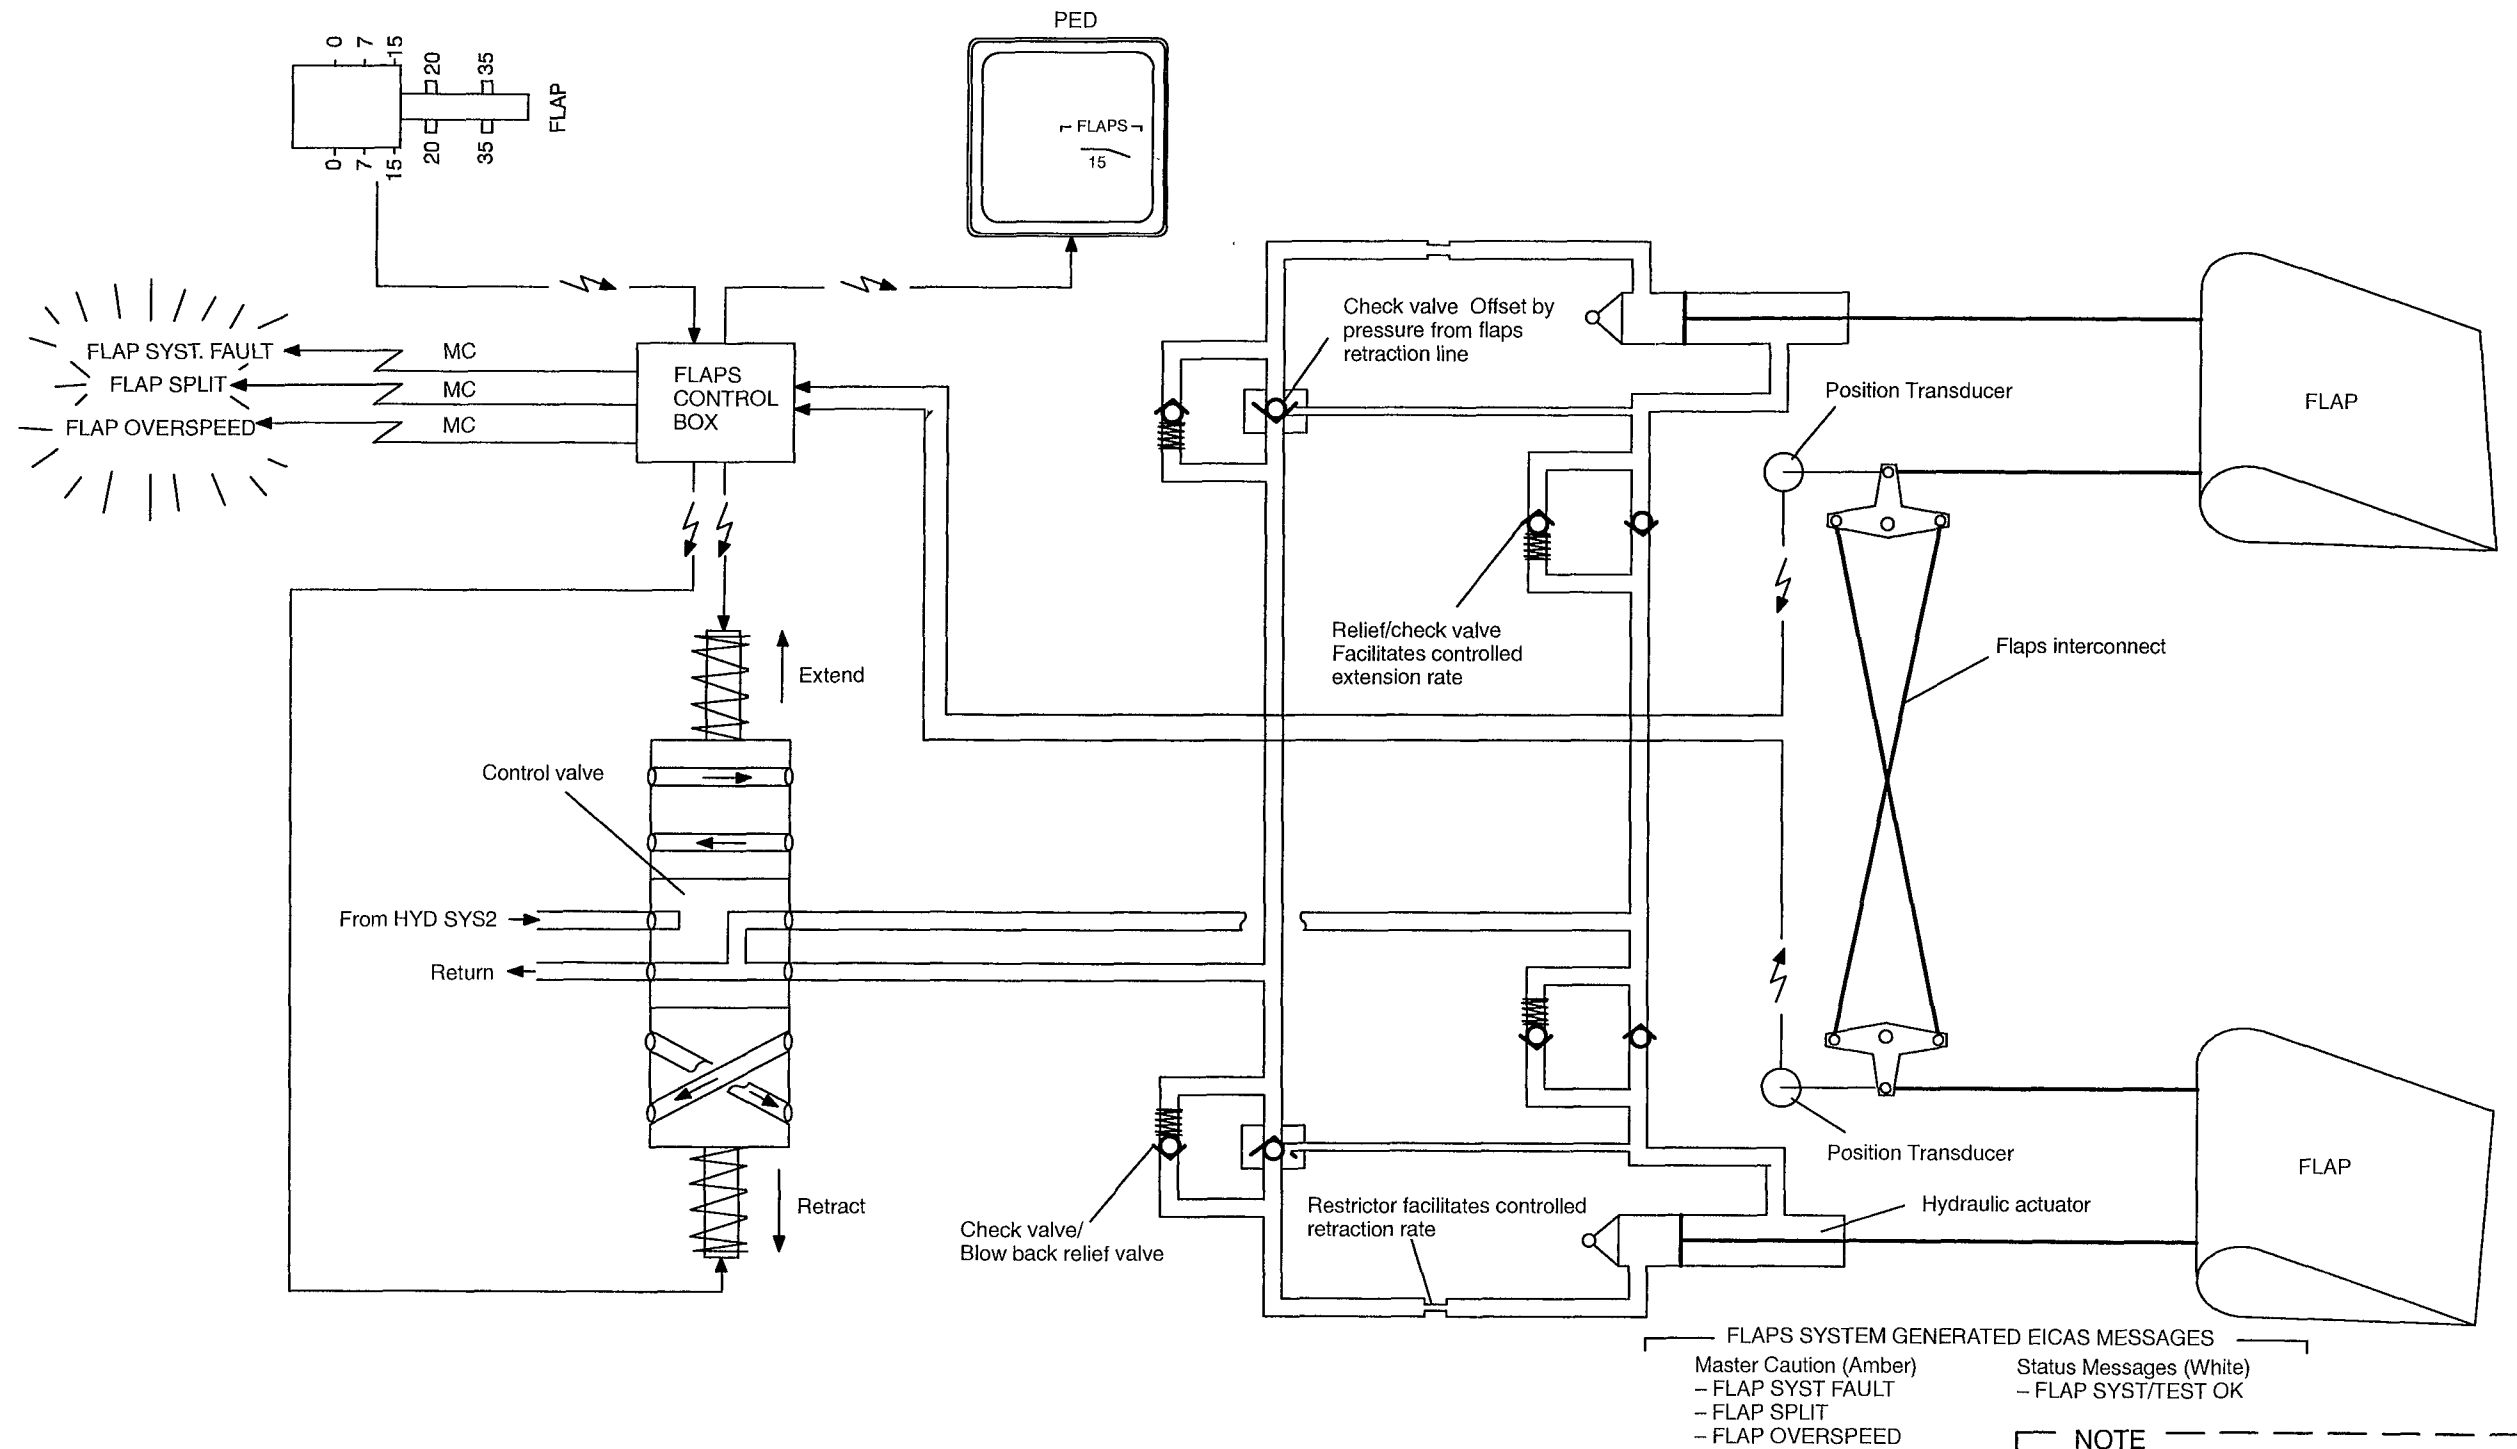 PED
0 7 15 20 35
FLAP
0 7 15 20 35
FLAPS
15
FLAP SYST. FAULT
MC
FLAP SPLIT
MC
FLAP OVERSPEED
MC
FLAPS
CONTROL
BOX
Check valve Offset by
pressure from flaps
retraction line
Position Transducer
FLAP
Relief/check valve
Facilitates controlled
extension rate
Flaps interconnect
Extend
Control valve
From HYD SYS2
Return
Retract
Check valve/
Blow back relief valve
Restrictor facilitates controlled
retraction rate
Position Transducer
FLAP
Hydraulic actuator
FLAPS SYSTEM GENERATED EICAS MESSAGES
Master Caution (Amber)
– FLAP SYST FAULT
– FLAP SPLIT
– FLAP OVERSPEED
Status Messages (White)
– FLAP SYST/TEST OK
NOTE